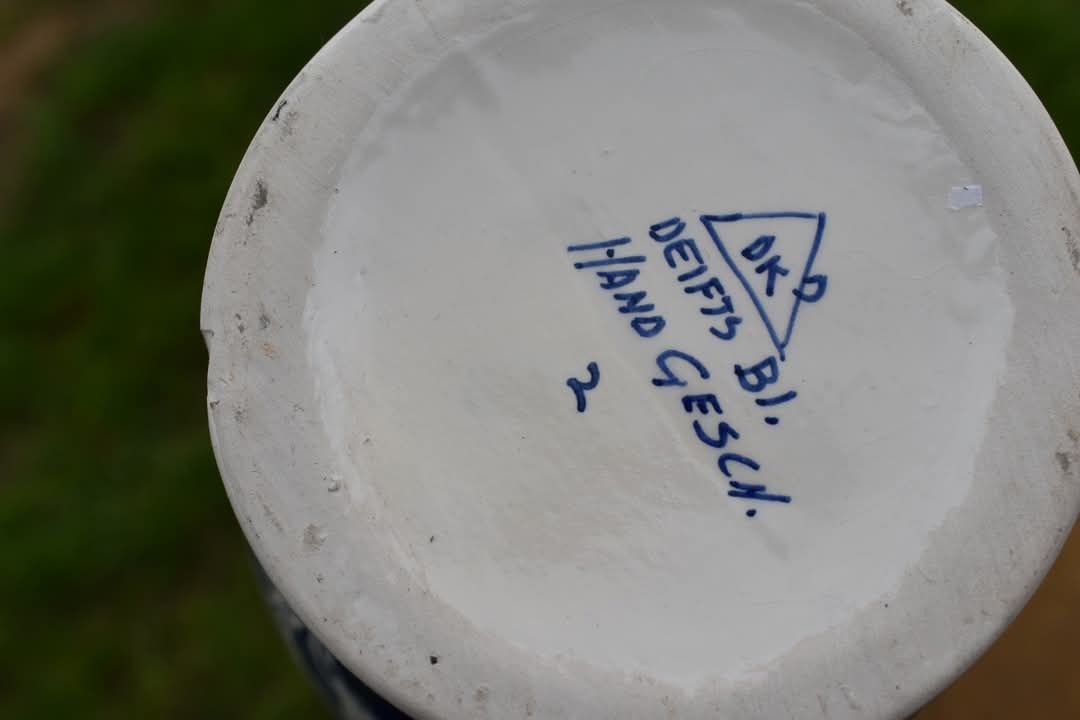 DK
D
DElFTS Bl.
HAND GESCH.
2